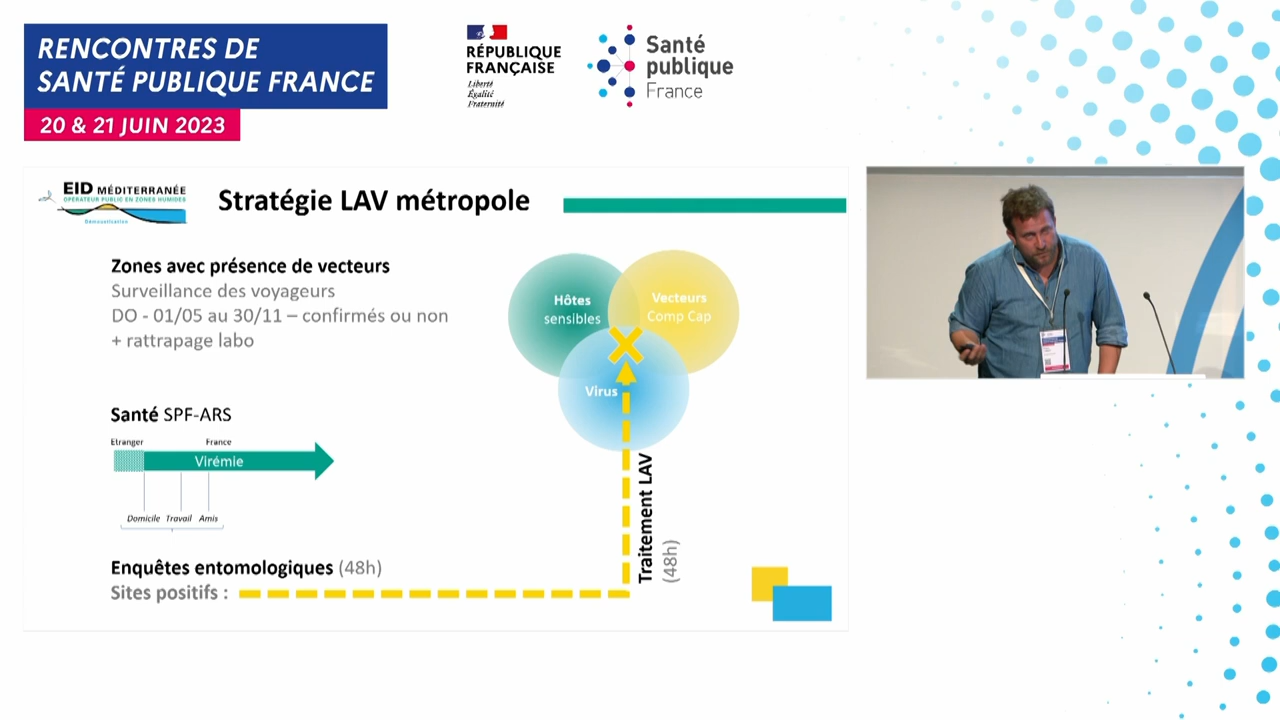 RENCONTRES DE
SANTÉ PUBLIQUE FRANCE
20 & 21 JUIN 2023
RÉPUBLIQUE
FRANÇAISE
Liberté
Égalité
Fraternité
Santé
publique
France
EID MÉDITERRANÉE
OPÉRATEUR PUBLIC EN ZONES HUMIDES
Démoustication
Stratégie LAV métropole
Zones avec présence de vecteurs
Surveillance des voyageurs
DO - 01/05 au 30/11 – confirmés ou non
+ rattrapage labo
Hôtes
sensibles
Vecteurs
Comp Cap
Virus
Santé SPF-ARS
Etranger France
Virémie
Domicile Travail Amis
Enquêtes entomologiques (48h)
Sites positifs :
Traitement LAV
(48h)